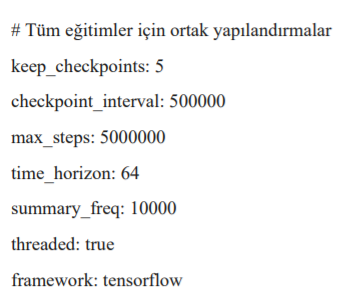 # Tüm eğitimler için ortak yapılandırmalar
keep_checkpoints: 5
checkpoint_interval: 500000
max_steps: 5000000
time_horizon: 64
summary_freq: 10000
threaded: true
framework: tensorflow